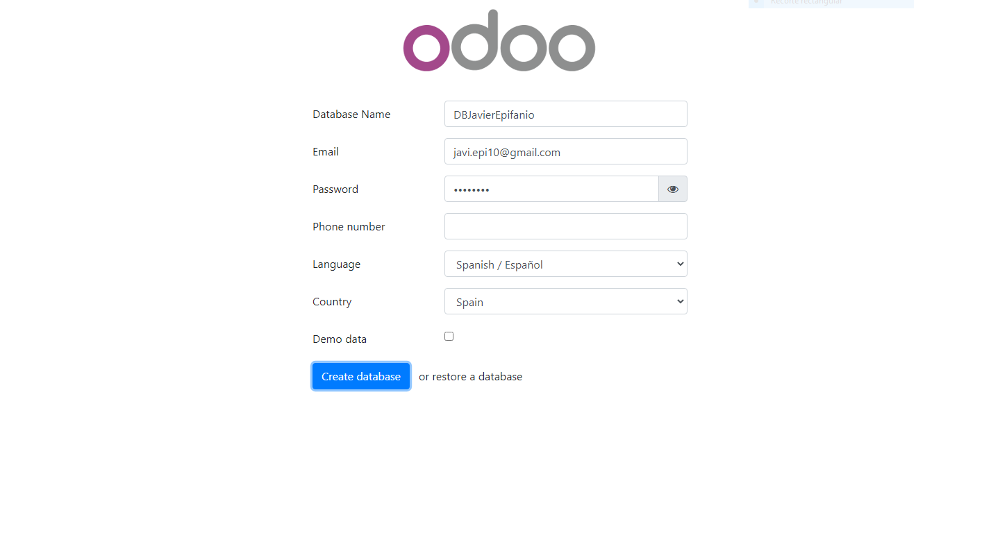 Recorte rectangular
odoo
Database Name DBJavierEpifanio
Email javi.epi10@gmail.com
Password ••••••••
Phone number
Language Spanish / Español
Country Spain
Demo data
Create database or restore a database